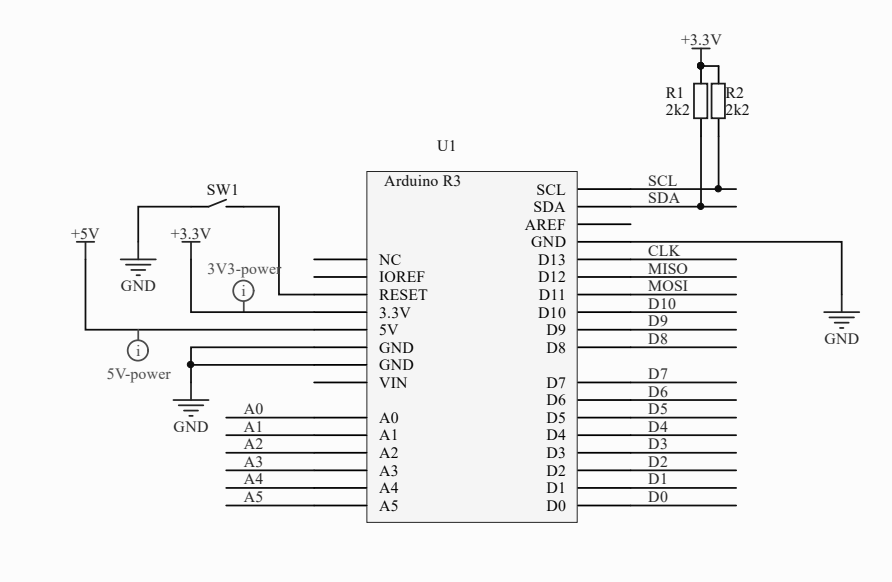 +3.3V
R1
2k2
R2
2k2
U1
Arduino R3
SW1
+5V
+3.3V
GND
3V3-power
i
i
5V-power
GND
GND
NC
IOREF
RESET
3.3V
5V
GND
GND
VIN
A0
A1
A2
A3
A4
A5
A0
A1
A2
A3
A4
A5
SCL
SDA
AREF
GND
D13
D12
D11
D10
D9
D8
D7
D6
D5
D4
D3
D2
D1
D0
SCL
SDA
CLK
MISO
MOSI
D10
D9
D8
D7
D6
D5
D4
D3
D2
D1
D0